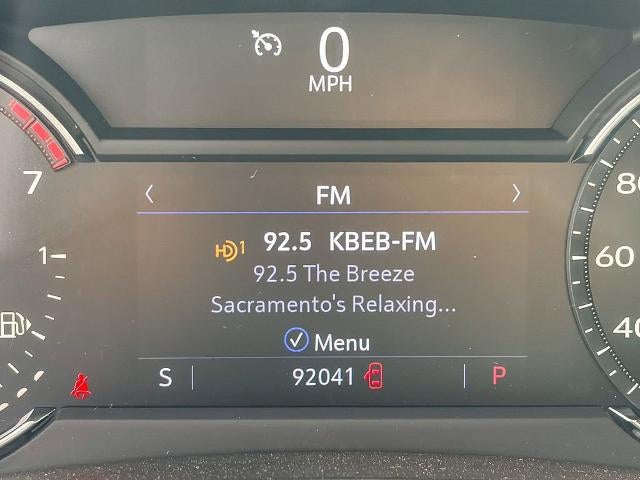 0
MPH
7
1
FM
HD1 92.5 KBEB-FM
92.5 The Breeze
Sacramento's Relaxing...
Menu
S 92041 P
80
60
40